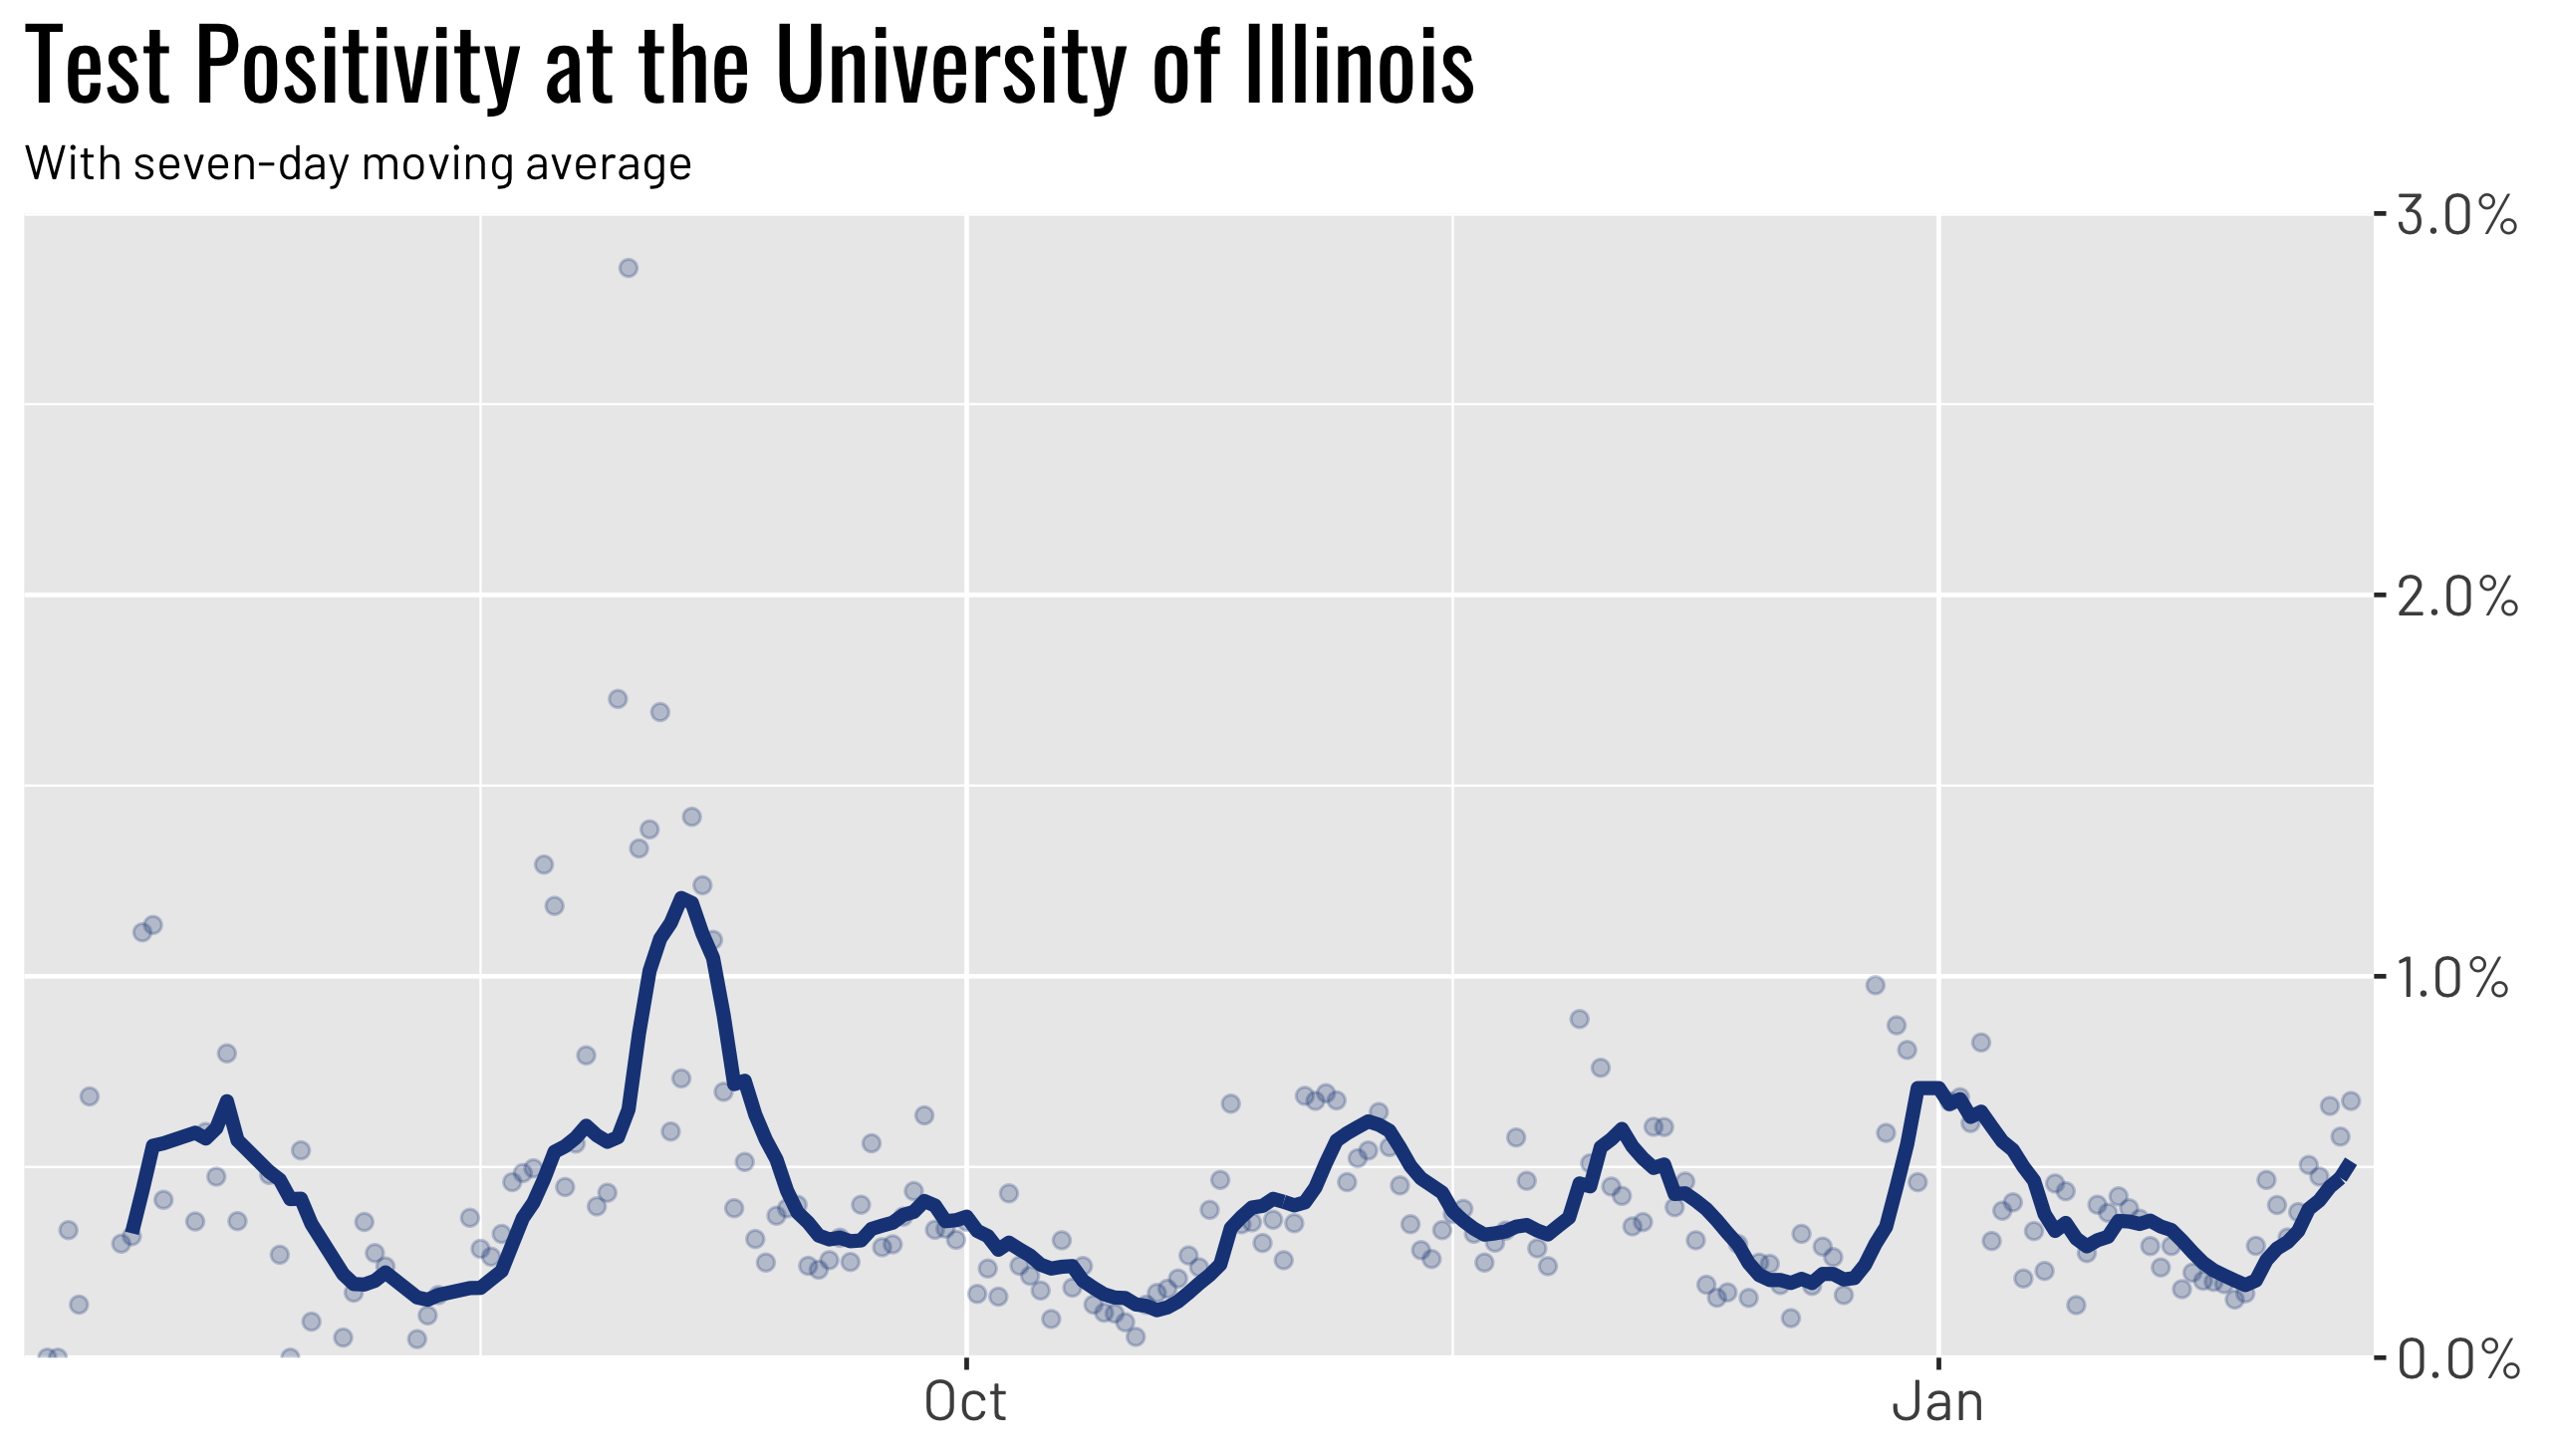 Test Positivity at the University of Illinois
With seven-day moving average
3.0%
2.0%
1.0%
0.0%
Oct
Jan